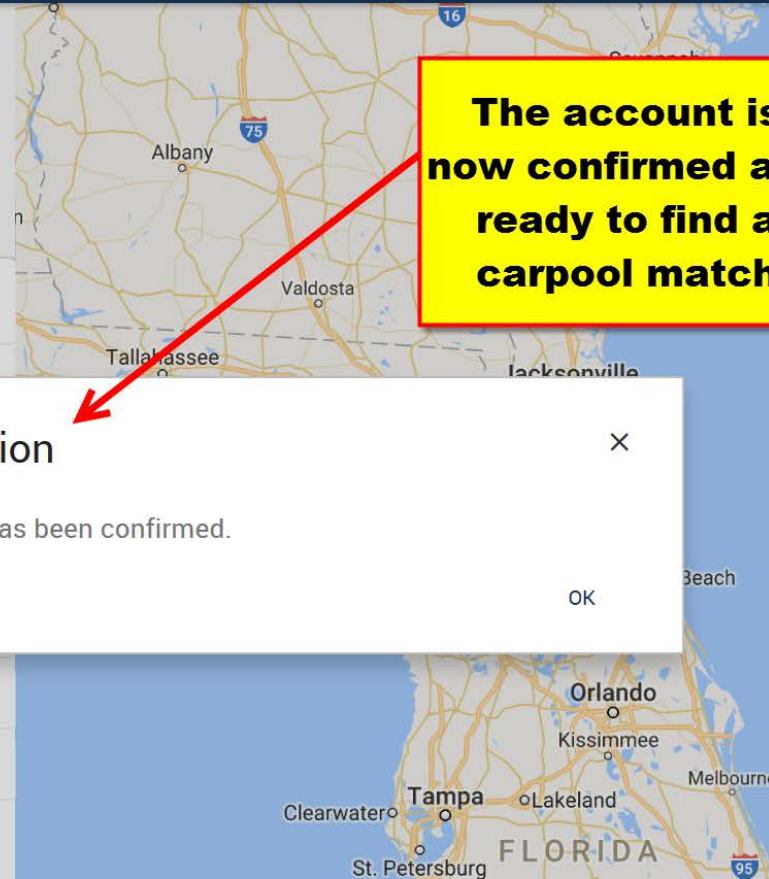 16
The account is
now confirmed a
ready to find a
carpool match
75
Albany
Valdosta
Tallahassee
Jacksonville
ion
×
as been confirmed.
Beach
OK
Orlando
Kissimmee
Melbourne
Tampa
Lakeland
Clearwater
FLORIDA
St. Petersburg
95